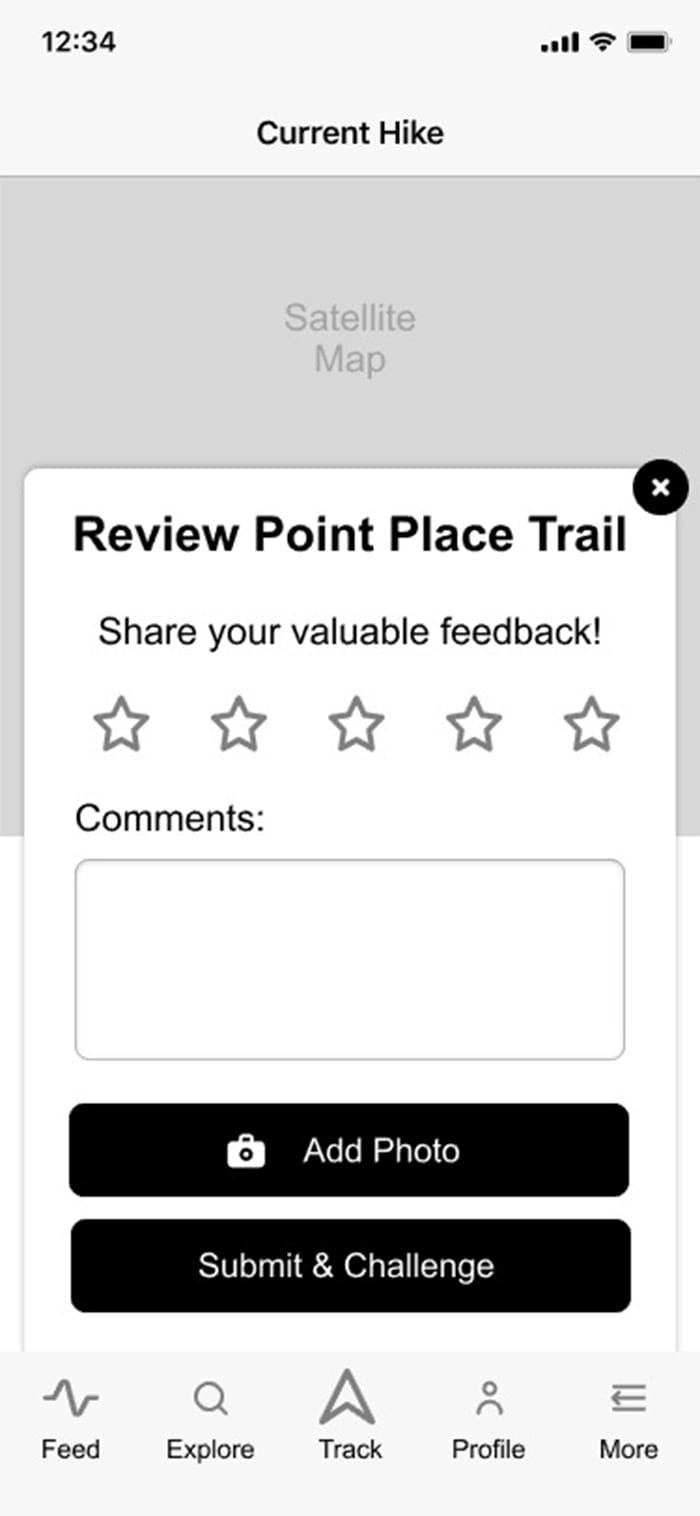 12:34
Current Hike
Satellite
Map
Review Point Place Trail
Share your valuable feedback!
Comments:
Add Photo
Submit & Challenge
Feed Explore Track Profile More